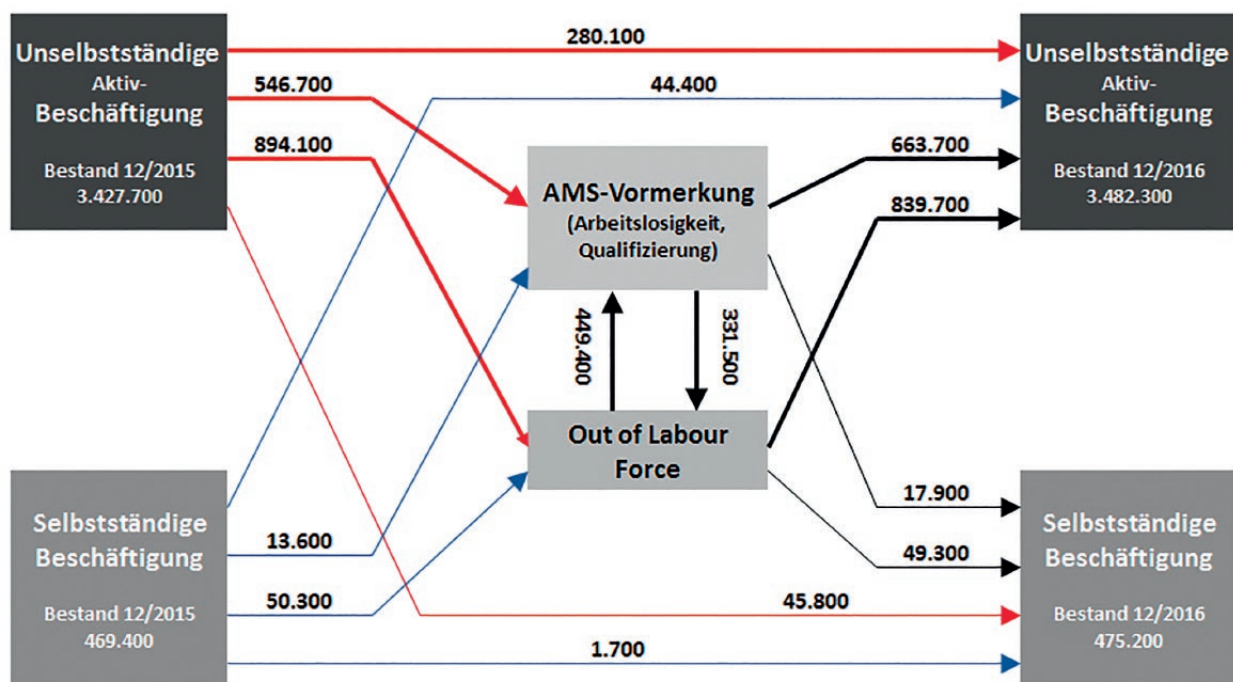 Unselbstständige
Aktiv-
Beschäftigung
Bestand 12/2015
3.427.700
280.100
546.700
44.400
894.100
663.700
839.700
Unselbstständige
Aktiv-
Beschäftigung
Bestand 12/2016
3.482.300
AMS-Vormerkung
(Arbeitslosigkeit,
Qualifizierung)
449.400
331.500
Out of Labour
Force
Selbstständige
Beschäftigung
Bestand 12/2015
469.400
13.600
50.300
17.900
49.300
45.800
1.700
Selbstständige
Beschäftigung
Bestand 12/2016
475.200